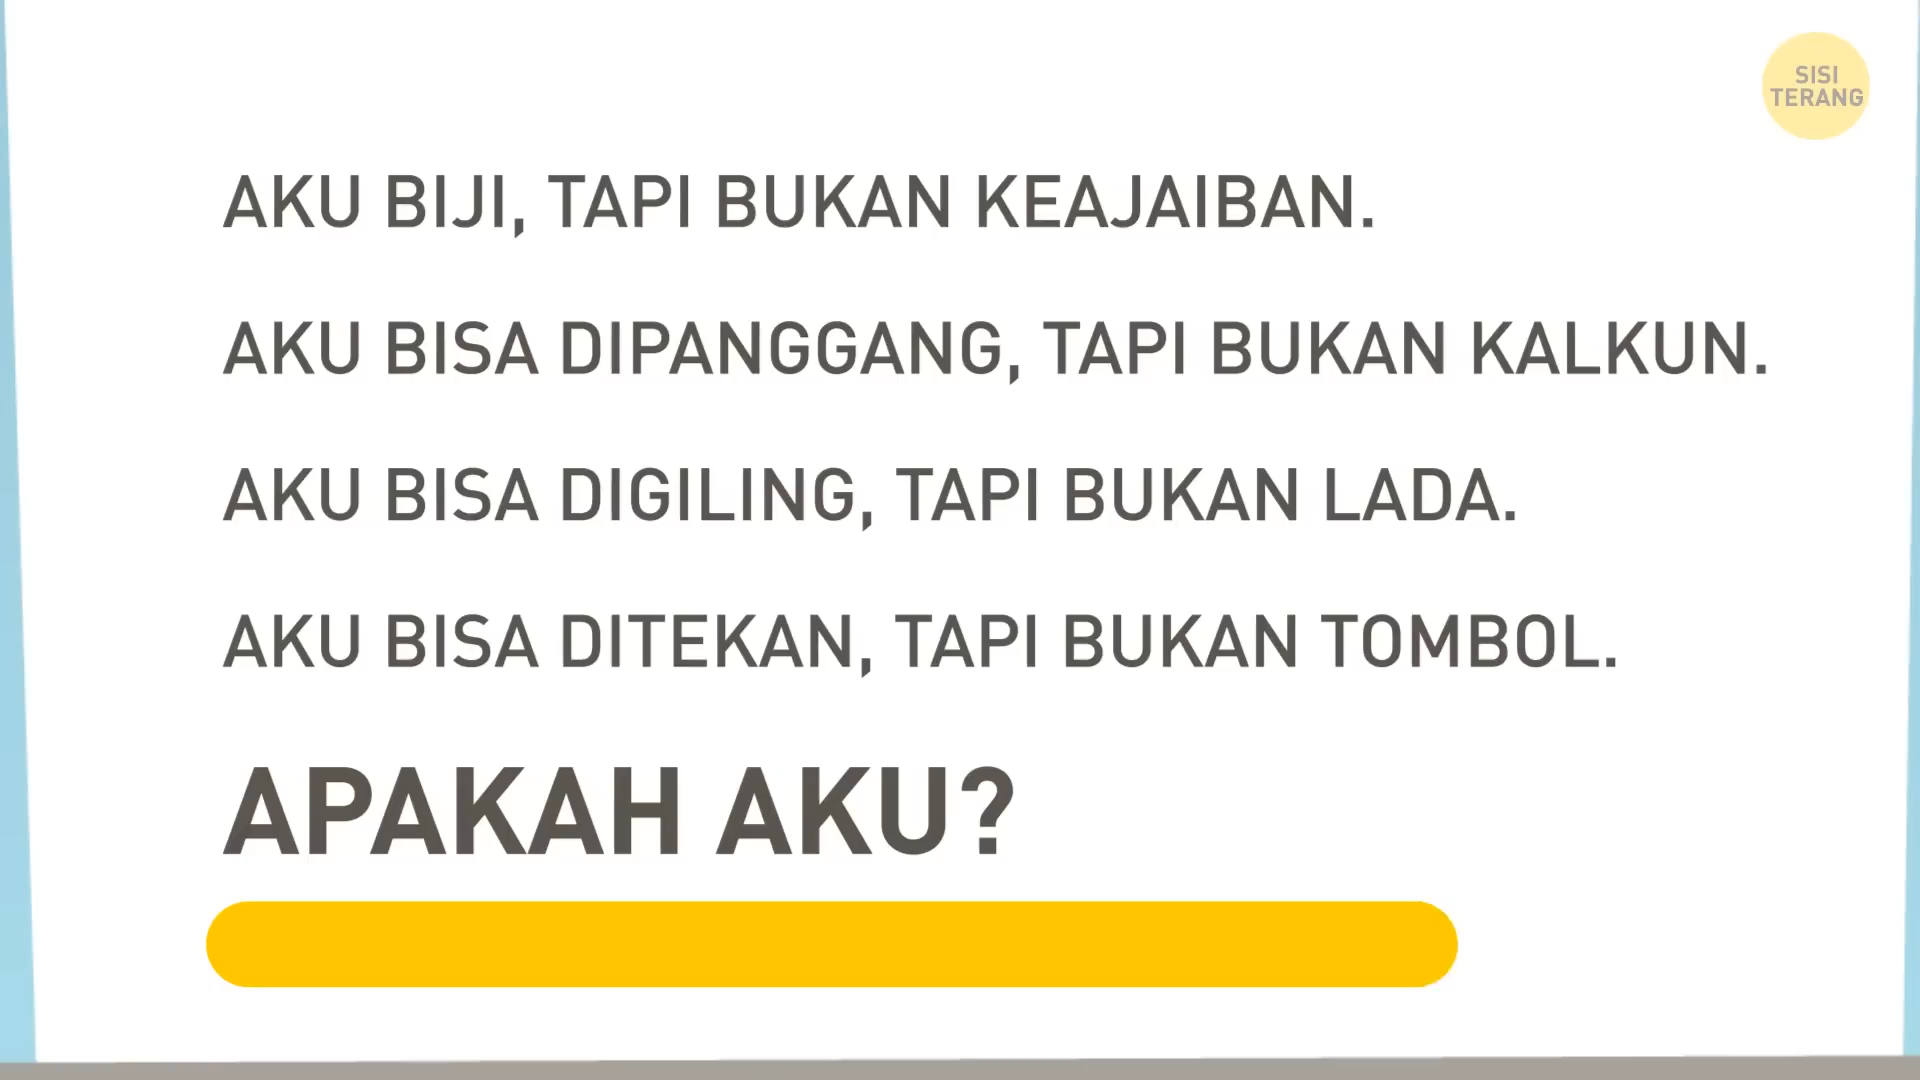 SISI
TERANG
AKU BIJI, TAPI BUKAN KEAJAIBAN.
AKU BISA DIPANGGANG, TAPI BUKAN KALKUN.
AKU BISA DIGILING, TAPI BUKAN LADA.
AKU BISA DITEKAN, TAPI BUKAN TOMBOL.
APAKAH AKU?